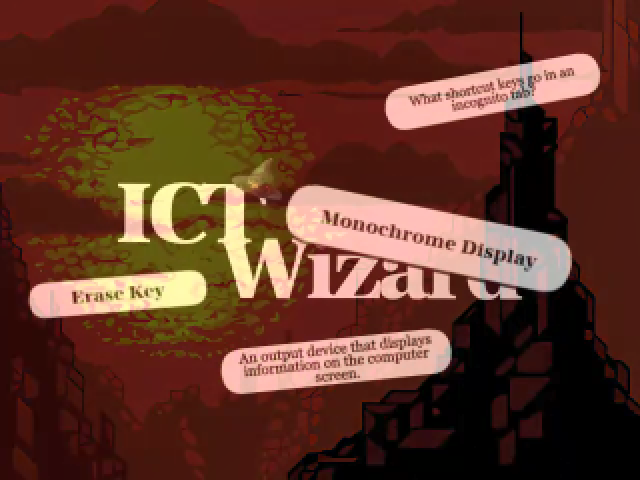 What shortcut keys go in an
incognito tab?
ICT
Monochrome Display
Wizard
Erase Key
An output device that displays
information on the computer
screen.